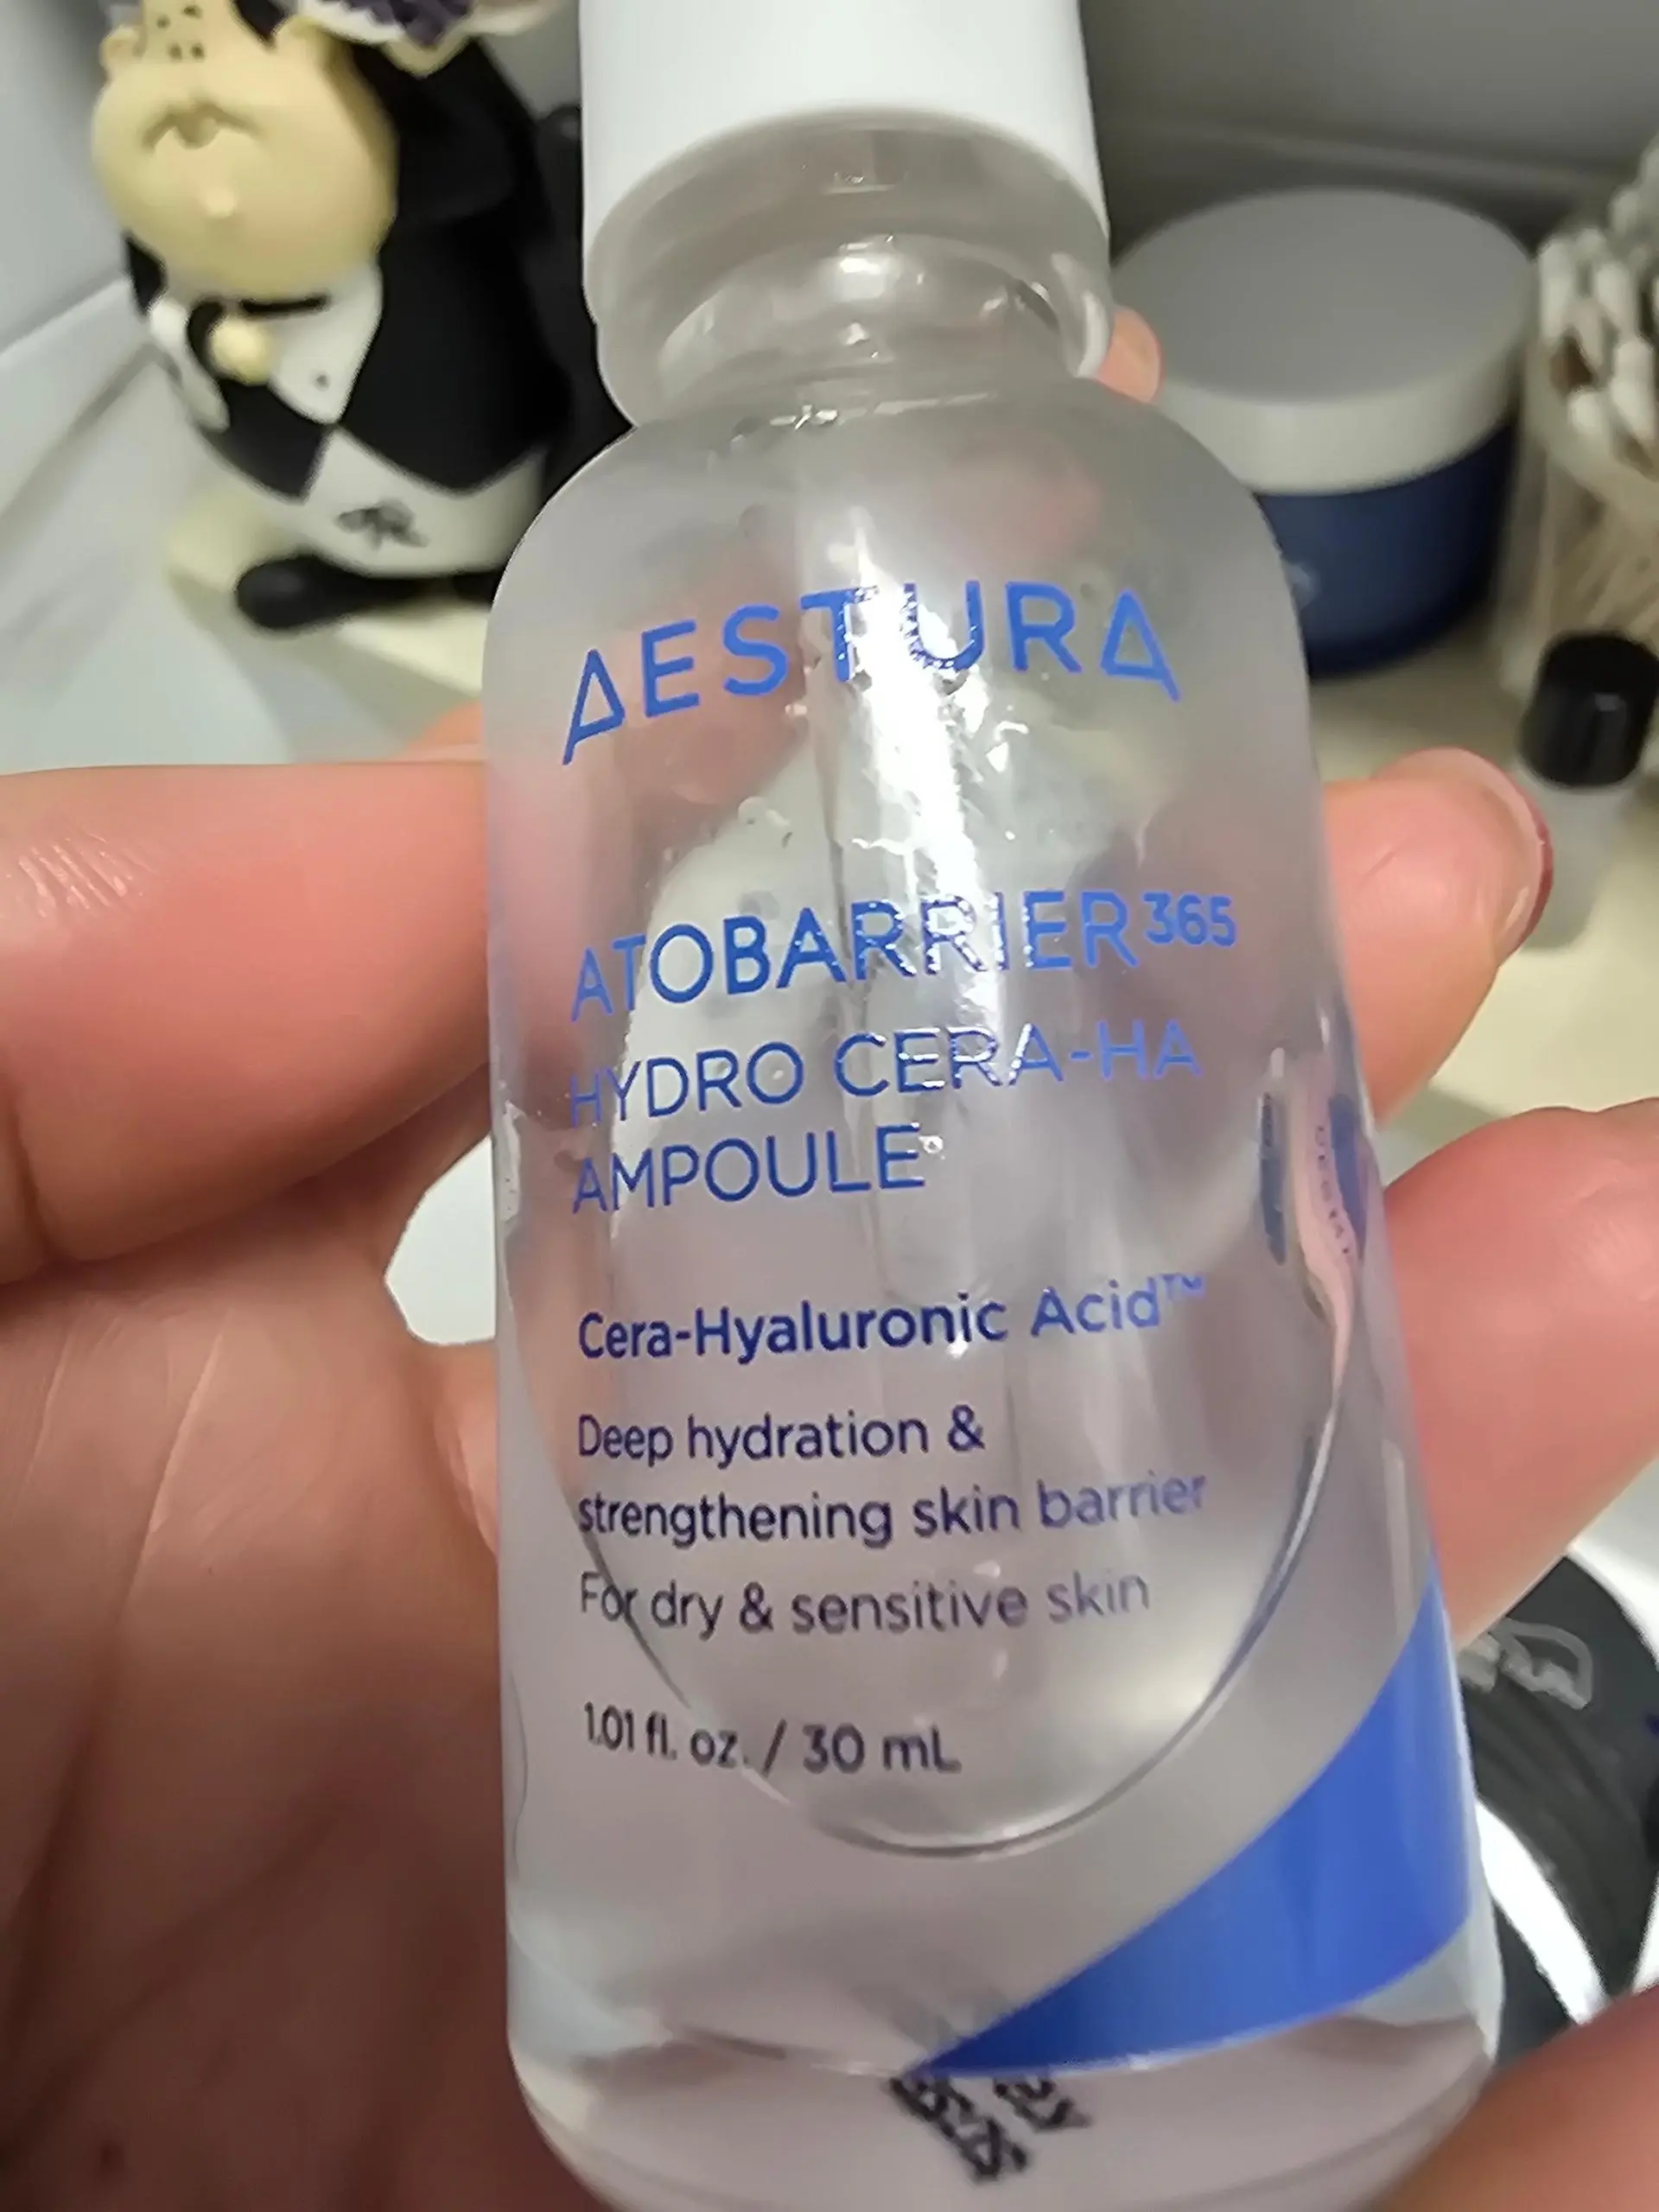 AESTURA
ATOBARRIER365
HYDRO CERA-HA
AMPOULE
Cera-Hyaluronic Acid™
Deep hydration &
strengthening skin barrier
For dry & sensitive skin
1.01 fl. oz. / 30 mL